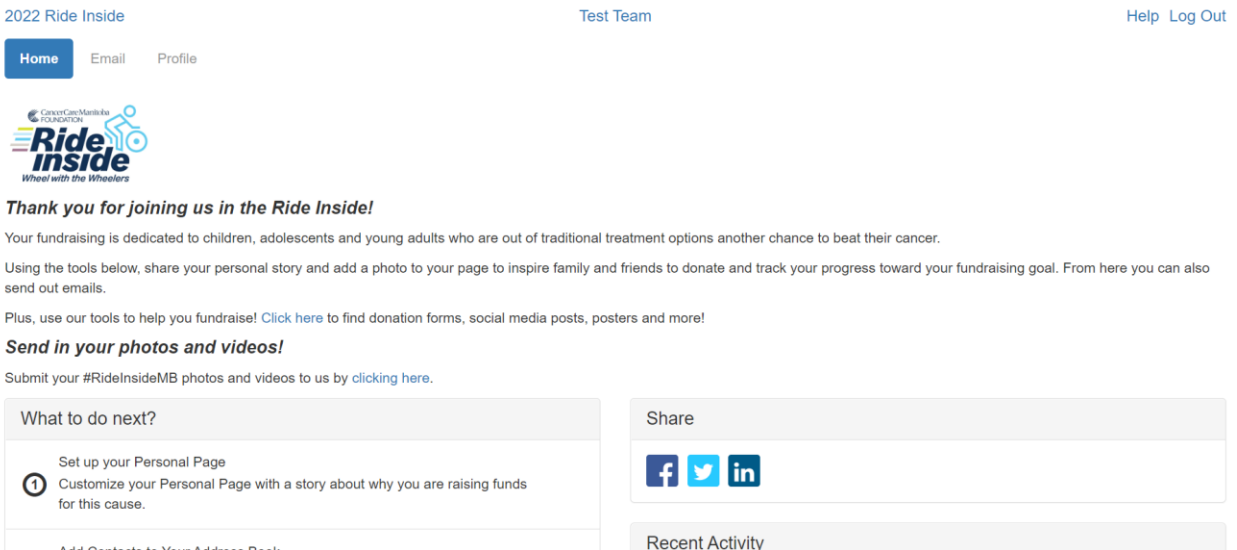 2022 Ride Inside
Test Team
Help Log Out
Home Email Profile
CancerCare Manitoba
FOUNDATION
Ride
inside
Wheel with the Wheelers
Thank you for joining us in the Ride Inside!
Your fundraising is dedicated to children, adolescents and young adults who are out of traditional treatment options another chance to beat their cancer.
Using the tools below, share your personal story and add a photo to your page to inspire family and friends to donate and track your progress toward your fundraising goal. From here you can also
send out emails.
Plus, use our tools to help you fundraise! Click here to find donation forms, social media posts, posters and more!
Send in your photos and videos!
Submit your #RideInsideMB photos and videos to us by clicking here.
What to do next?
1
Set up your Personal Page
Customize your Personal Page with a story about why you are raising funds
for this cause.
Add Contacts to Your Address Book
Share
f
in
Recent Activity